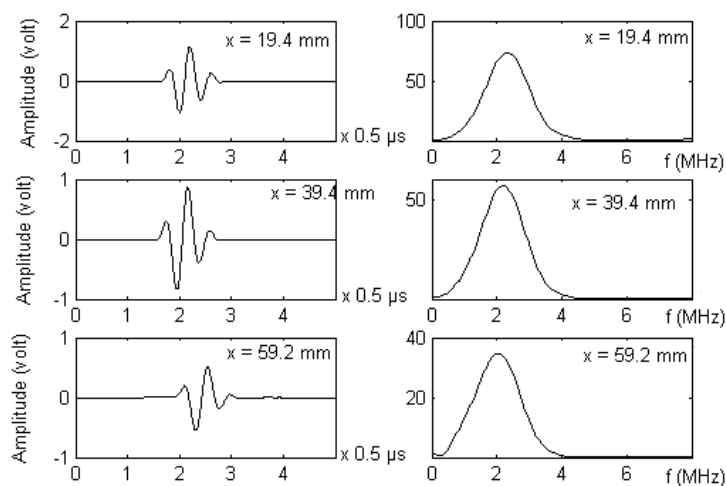 2
0
-2
Amplitude (volt)
x = 19.4 mm
0 1 2 3 4
x 0.5 µs
100
50
x = 19.4 mm
0 2 4 6
f (MHz)
1
0
-1
Amplitude (volt)
x = 39.4 mm
0 1 2 3 4
x 0.5 µs
50
x = 39.4 mm
0 2 4 6
f (MHz)
1
0
-1
Amplitude (volt)
x = 59.2 mm
0 1 2 3 4
x 0.5 µs
40
20
0
x = 59.2 mm
0 2 4 6
f (MHz)